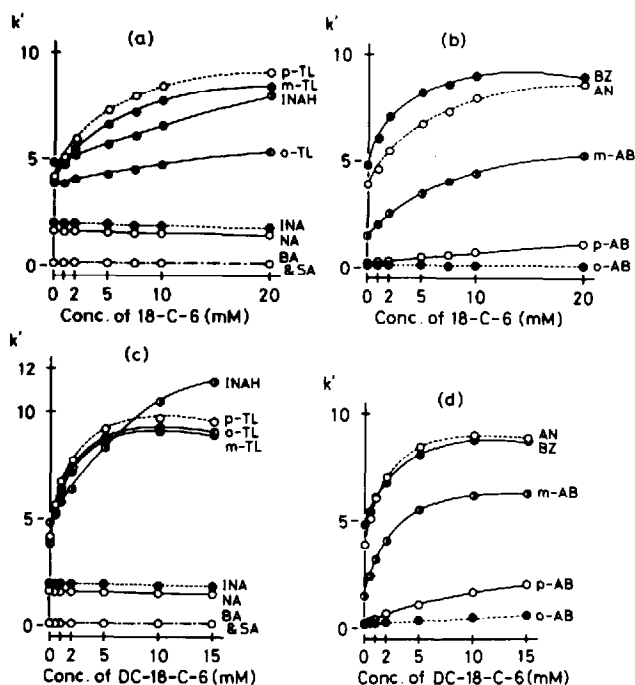 k'
(a)
10
5
0
p-TL
m-TL
INAH
o-TL
INA
NA
BA
& SA
0 2 5 10 20
Conc. of 18-C-6 (mM)
k'
(b)
10
5
0
BZ
AN
m-AB
p-AB
o-AB
0 2 5 10 20
Conc. of 18-C-6 (mM)
k'
(c)
12
10
5
0
INAH
p-TL
o-TL
m-TL
INA
NA
BA
& SA
0 2 5 10 15
Conc. of DC-18-C-6 (mM)
k'
(d)
10
5
0
AN
BZ
m-AB
p-AB
o-AB
0 2 5 10 15
Conc. of DC-18-C-6 (mM)